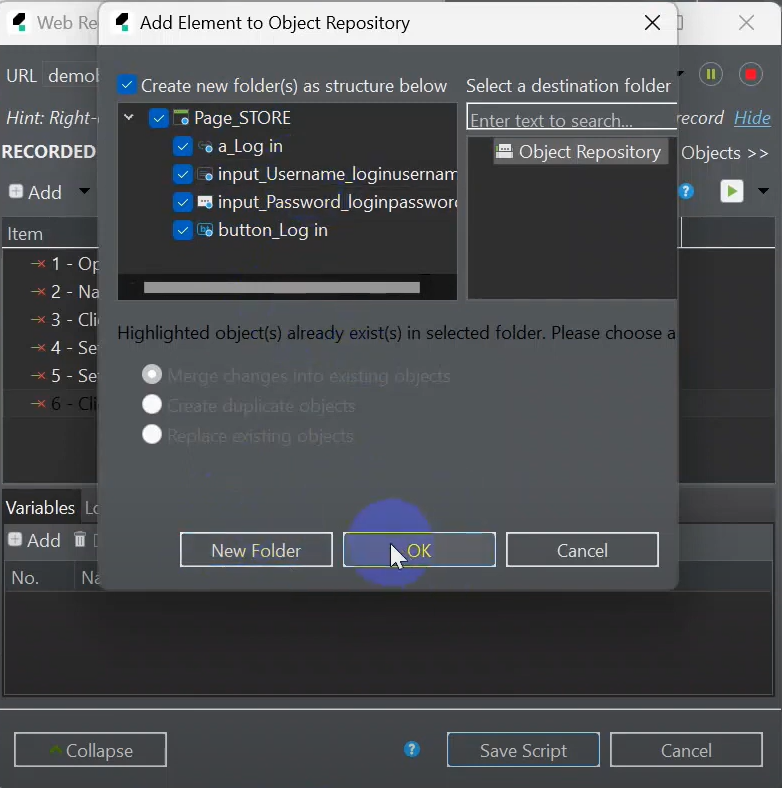 Web Re
Add Element to Object Repository
URL demob
Create new folder(s) as structure below
Select a destination folder
Page_STORE
Enter text to search...
Hint: Right-
record Hide
a_Log in
RECORDED
Object Repository
Objects >>
input_Username_loginusernam
Add
input_Password_loginpassword
Item
button_Log in
1 - Op
2 - Na
3 - Clic
Highlighted object(s) already exist(s) in selected folder. Please choose a
4 - Se
5 - Set
Merge changes into existing objects
6 - Clic
Create duplicate objects
Replace existing objects
Variables Lo
Add
New Folder
OK
Cancel
No.
Na
Collapse
Save Script
Cancel